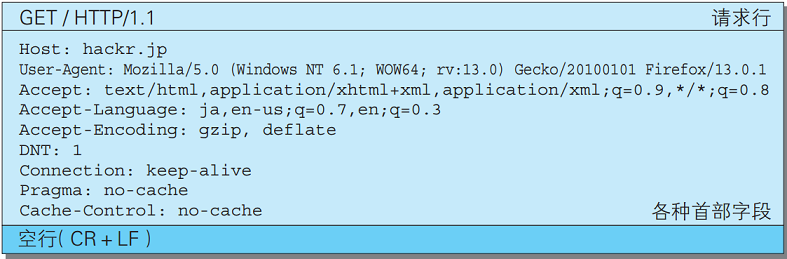 GET / HTTP/1.1 请求行
Host: hackr.jp
User-Agent: Mozilla/5.0 (Windows NT 6.1; WOW64; rv:13.0) Gecko/20100101 Firefox/13.0.1
Accept: text/html,application/xhtml+xml,application/xml;q=0.9,*/*;q=0.8
Accept-Language: ja,en-us;q=0.7,en;q=0.3
Accept-Encoding: gzip, deflate
DNT: 1
Connection: keep-alive
Pragma: no-cache
Cache-Control: no-cache 各种首部字段
空行( CR + LF )